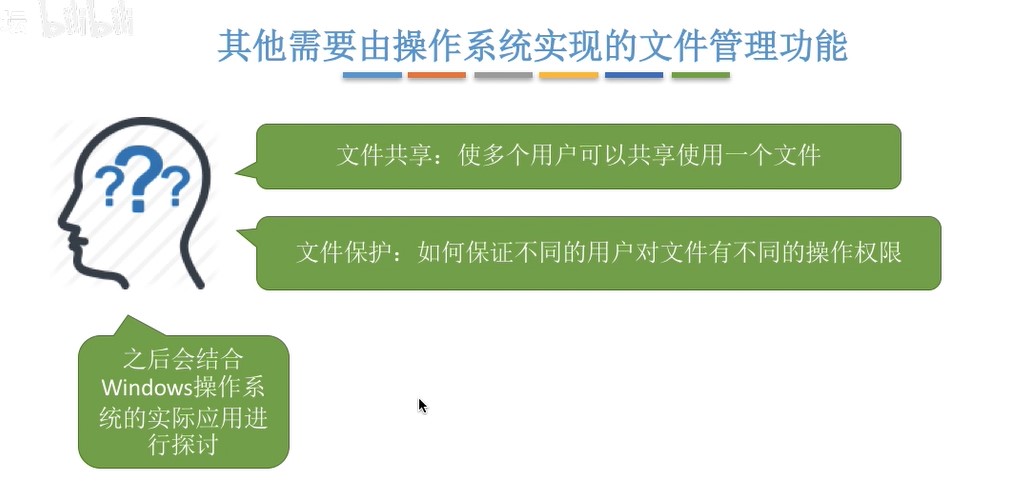 bilibili
其他需要由操作系统实现的文件管理功能
文件共享：使多个用户可以共享使用一个文件
文件保护：如何保证不同的用户对文件有不同的操作权限
之后会结合
Windows操作系
统的实际应用进
行探讨